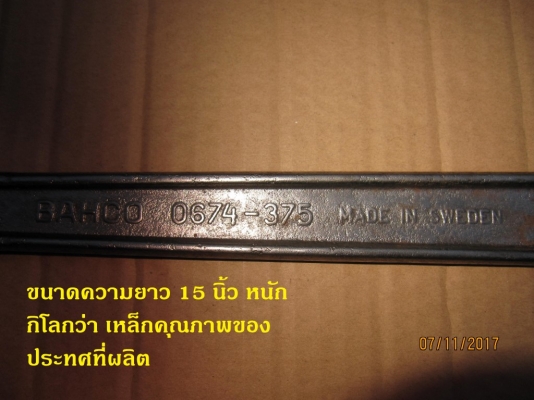 BAHCO 0674-375 MADE IN SWEDEN
ขนาดความยาว 15 นิ้ว หนัก
กิโลกว่า เหล็กคุณภาพของ
ประทศที่ผลิต
07/11/2017